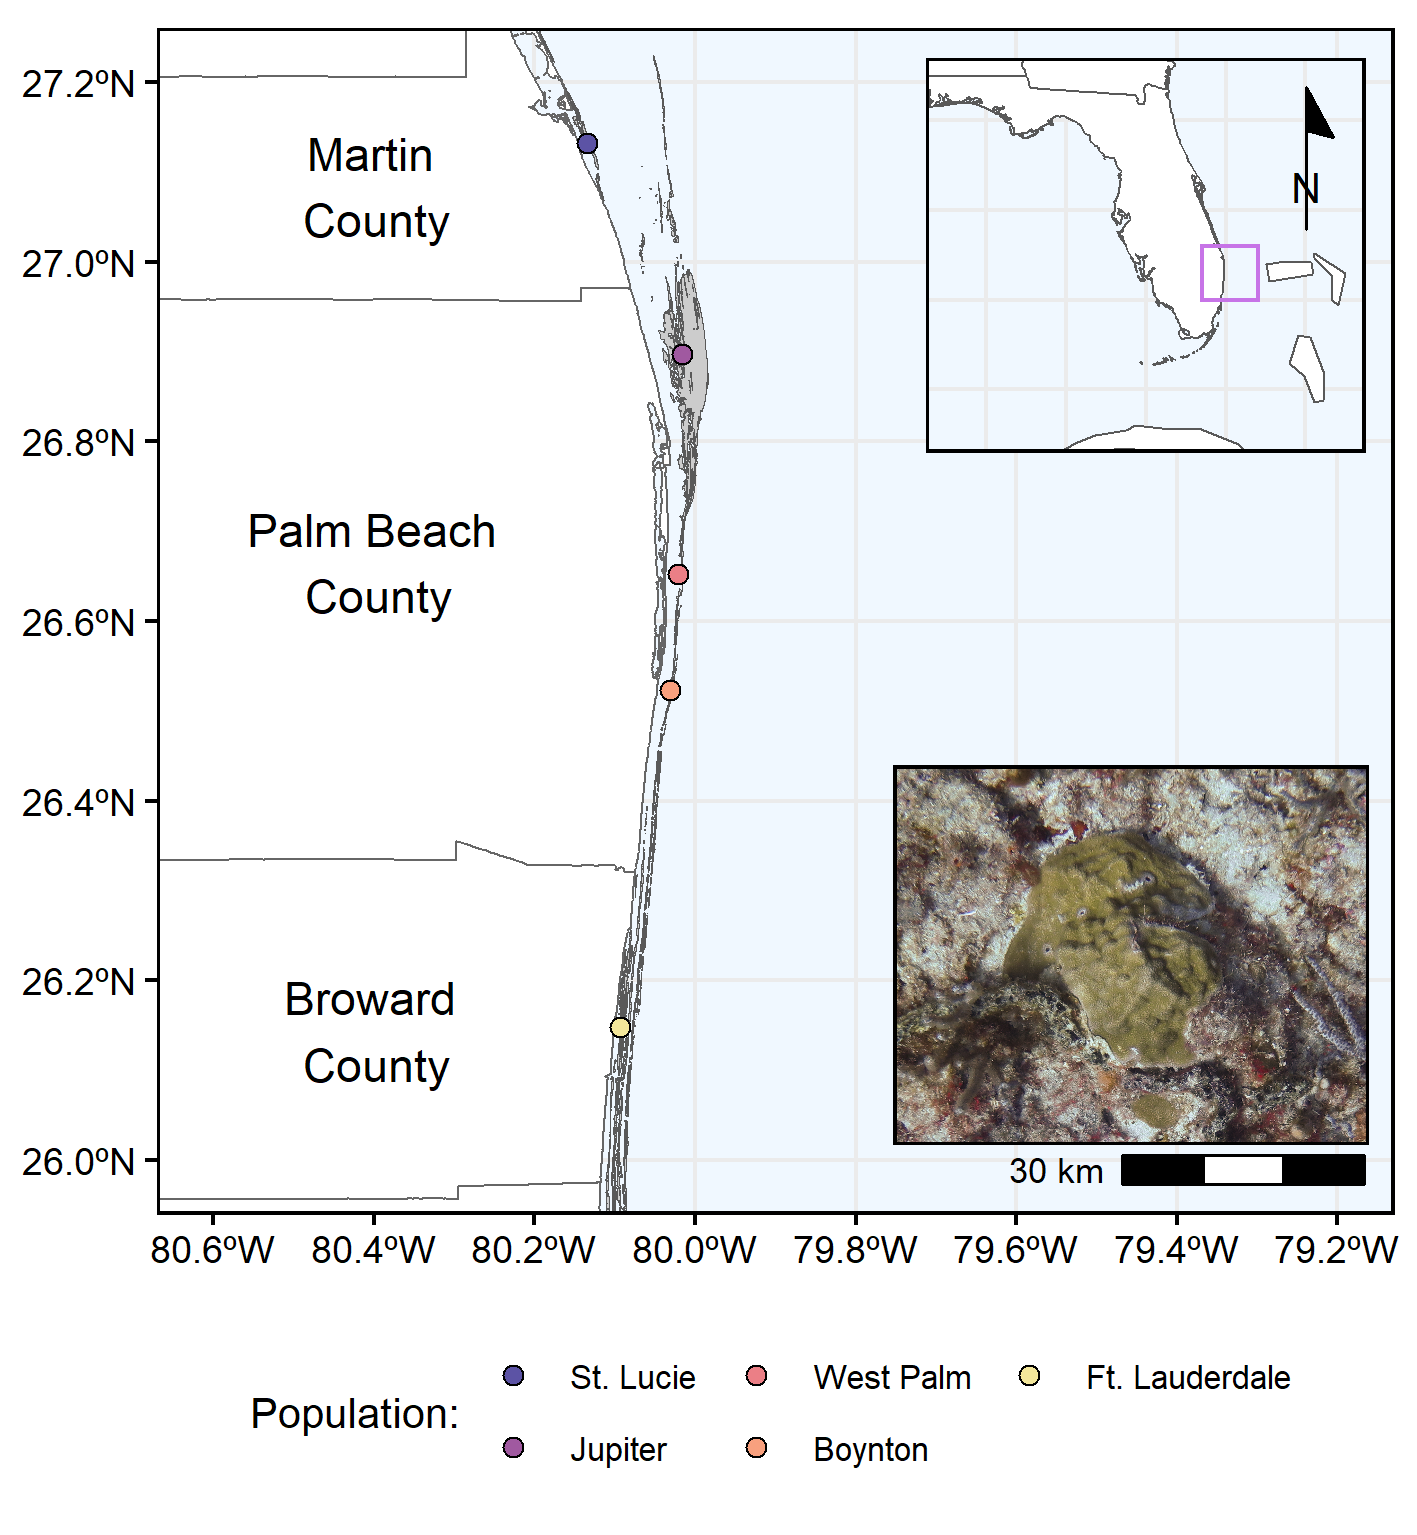 27.2ºN
27.0ºN
26.8ºN
26.6ºN
26.4ºN
26.2ºN
26.0ºN
Martin
County
Palm Beach
County
Broward
County
N
30 km
80.6ºW 80.4ºW 80.2ºW 80.0ºW 79.8ºW 79.6ºW 79.4ºW 79.2ºW
Population:
St. Lucie West Palm Ft. Lauderdale
Jupiter Boynton